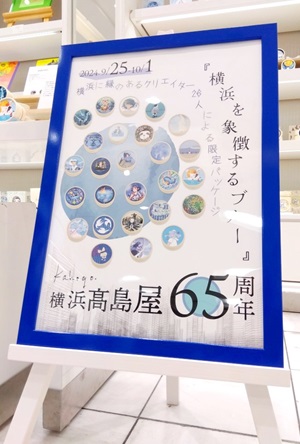 2024.9/25-10/1
『横浜を象徴するブルー』
横浜に縁のあるクリエイター
26人による限定パッケージ
横浜髙島屋65周年